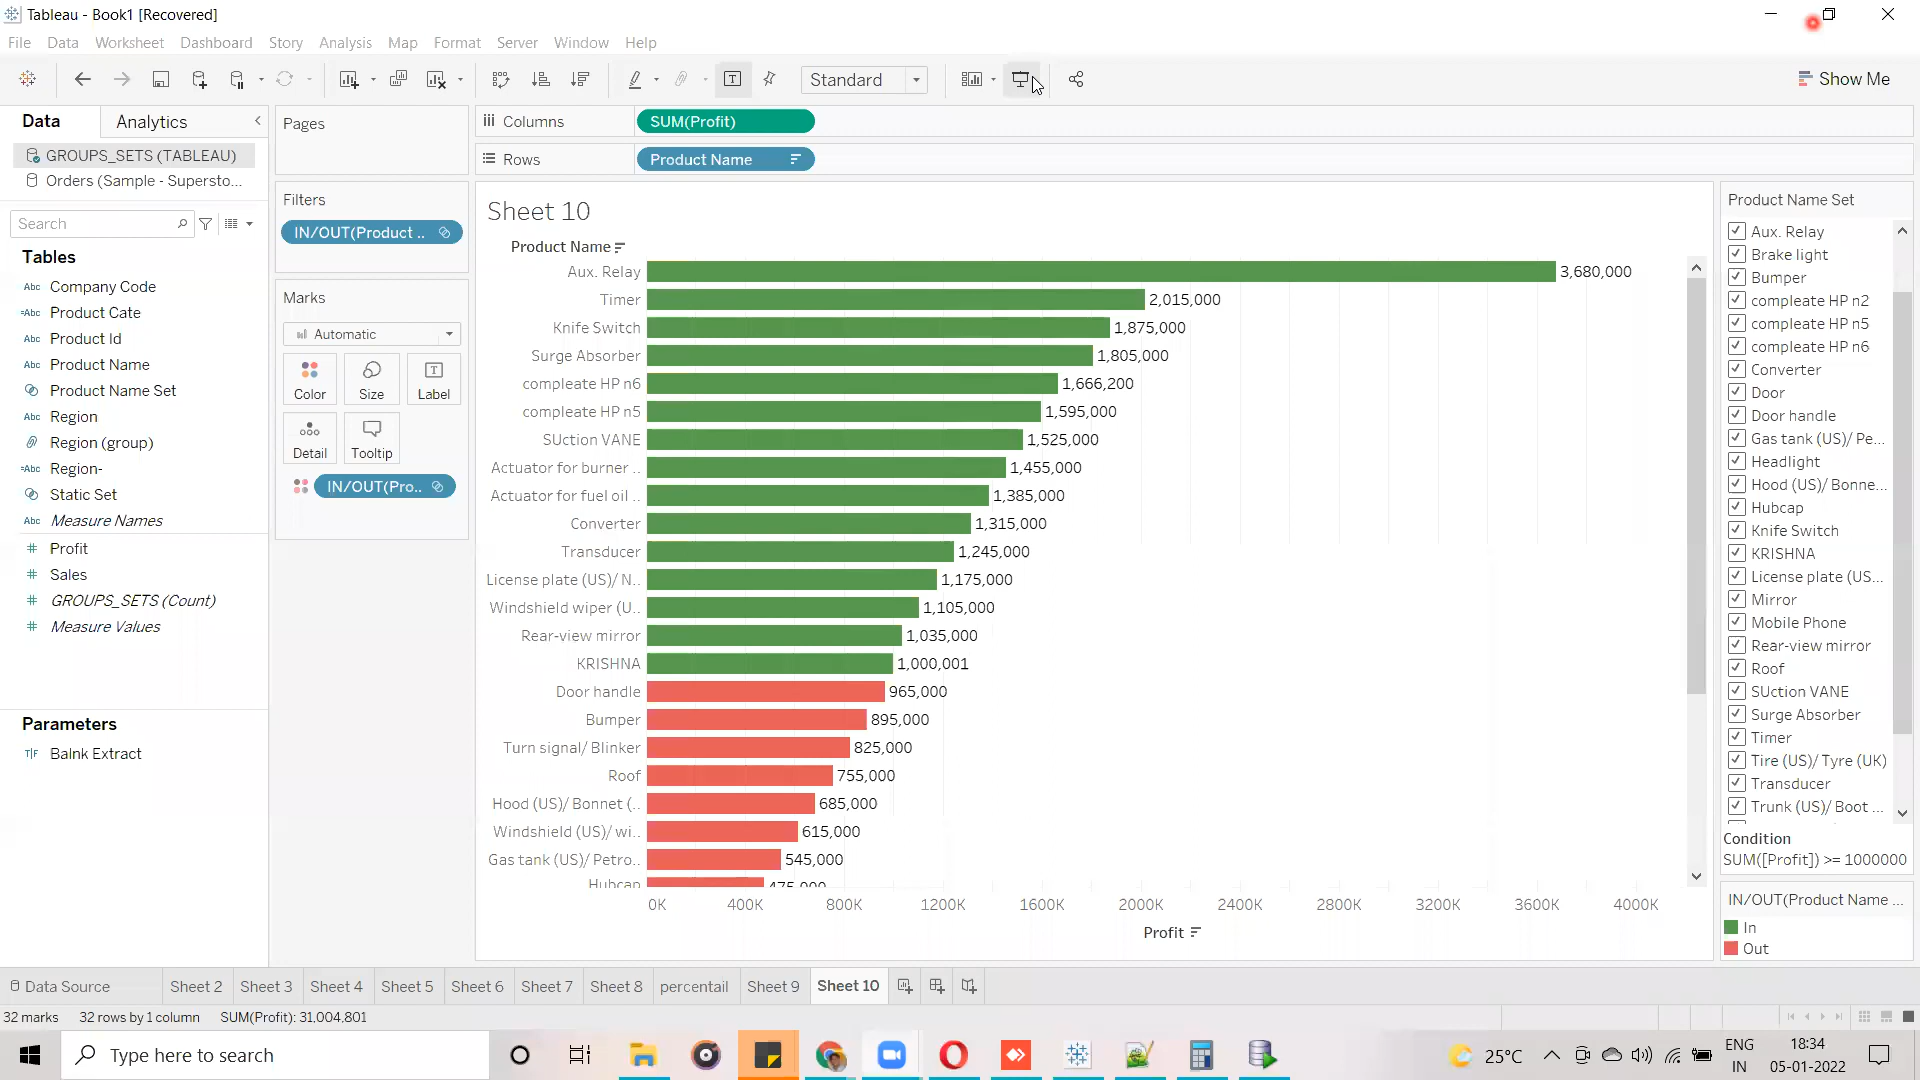 Tableau - Book1 [Recovered]
File Data Worksheet Dashboard Story Analysis Map Format Server Window Help
Standard
Show Me
Data
Analytics
GROUPS_SETS (TABLEAU)
Orders (Sample - Supersto...
Search
Tables
Abc Company Code
=Abc Product Cate
Abc Product Id
Abc Product Name
Product Name Set
Abc Region
Region (group)
=Abc Region-
Static Set
Abc Measure Names
# Profit
# Sales
# GROUPS_SETS (Count)
# Measure Values
Parameters
T|F Balnk Extract
Pages
Filters
IN/OUT(Product ..
Marks
Automatic
Color
Size
Label
Detail
Tooltip
IN/OUT(Pro..
Columns
SUM(Profit)
Rows
Product Name
Sheet 10
Product Name
Aux. Relay 3,680,000
Timer 2,015,000
Knife Switch 1,875,000
Surge Absorber 1,805,000
compleate HP n6 1,666,200
compleate HP n5 1,595,000
SUction VANE 1,525,000
Actuator for burner .. 1,455,000
Actuator for fuel oil .. 1,385,000
Converter 1,315,000
Transducer 1,245,000
License plate (US)/ N.. 1,175,000
Windshield wiper (U.. 1,105,000
Rear-view mirror 1,035,000
KRISHNA 1,000,001
Door handle 965,000
Bumper 895,000
Turn signal/ Blinker 825,000
Roof 755,000
Hood (US)/ Bonnet (.. 685,000
Windshield (US)/ wi.. 615,000
Gas tank (US)/ Petro.. 545,000
Hubcap 475,000
0K 400K 800K 1200K 1600K 2000K 2400K 2800K 3200K 3600K 4000K
Profit
Product Name Set
Aux. Relay
Brake light
Bumper
compleate HP n2
compleate HP n5
compleate HP n6
Converter
Door
Door handle
Gas tank (US)/ Pe...
Headlight
Hood (US)/ Bonne...
Hubcap
Knife Switch
KRISHNA
License plate (US...
Mirror
Mobile Phone
Rear-view mirror
Roof
SUction VANE
Surge Absorber
Timer
Tire (US)/ Tyre (UK)
Transducer
Trunk (US)/ Boot ...
Condition
SUM([Profit]) >= 1000000
IN/OUT(Product Name ...
In
Out
Data Source Sheet 2 Sheet 3 Sheet 4 Sheet 5 Sheet 6 Sheet 7 Sheet 8 percentail Sheet 9 Sheet 10
32 marks 32 rows by 1 column SUM(Profit): 31,004,801
Type here to search
25°C
ENG
IN
18:34
05-01-2022